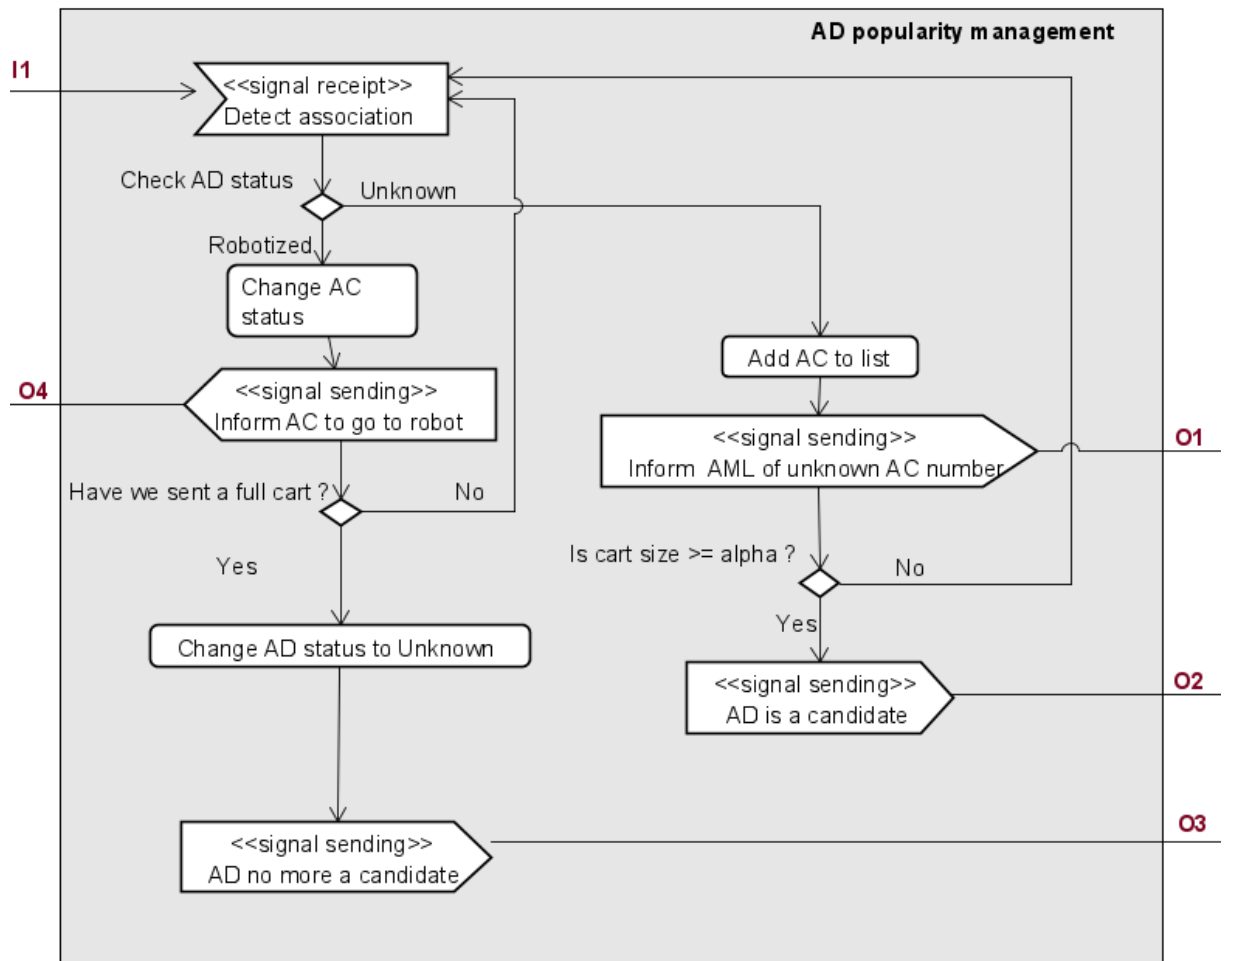 AD popularity management
I1
<<signal receipt>>
Detect association
Check AD status
Unknown
Robotized
Change AC
status
Add AC to list
O4
<<signal sending>>
Inform AC to go to robot
<<signal sending>>
Inform AML of unknown AC number
O1
Have we sent a full cart ?
No
Is cart size >= alpha ?
No
Yes
Yes
Change AD status to Unknown
<<signal sending>>
AD is a candidate
O2
<<signal sending>>
AD no more a candidate
O3